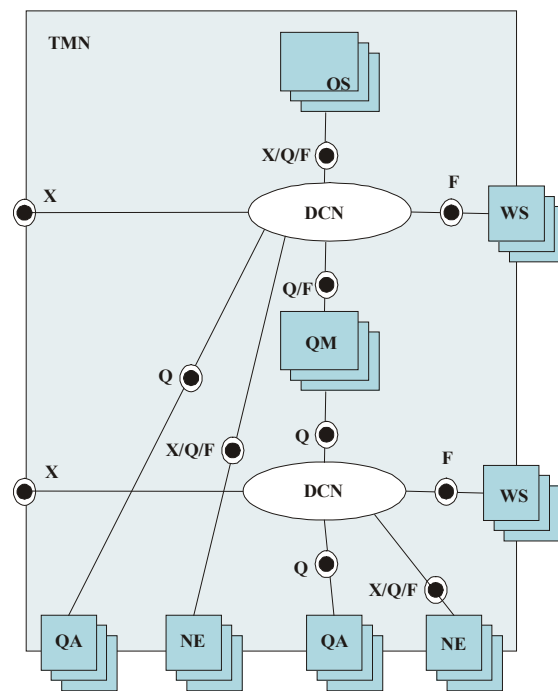 TMN
OS
X/Q/F
X
F
DCN
WS
Q/F
QM
Q
Q
X/Q/F
X
F
DCN
WS
Q
X/Q/F
QA
NE
QA
NE